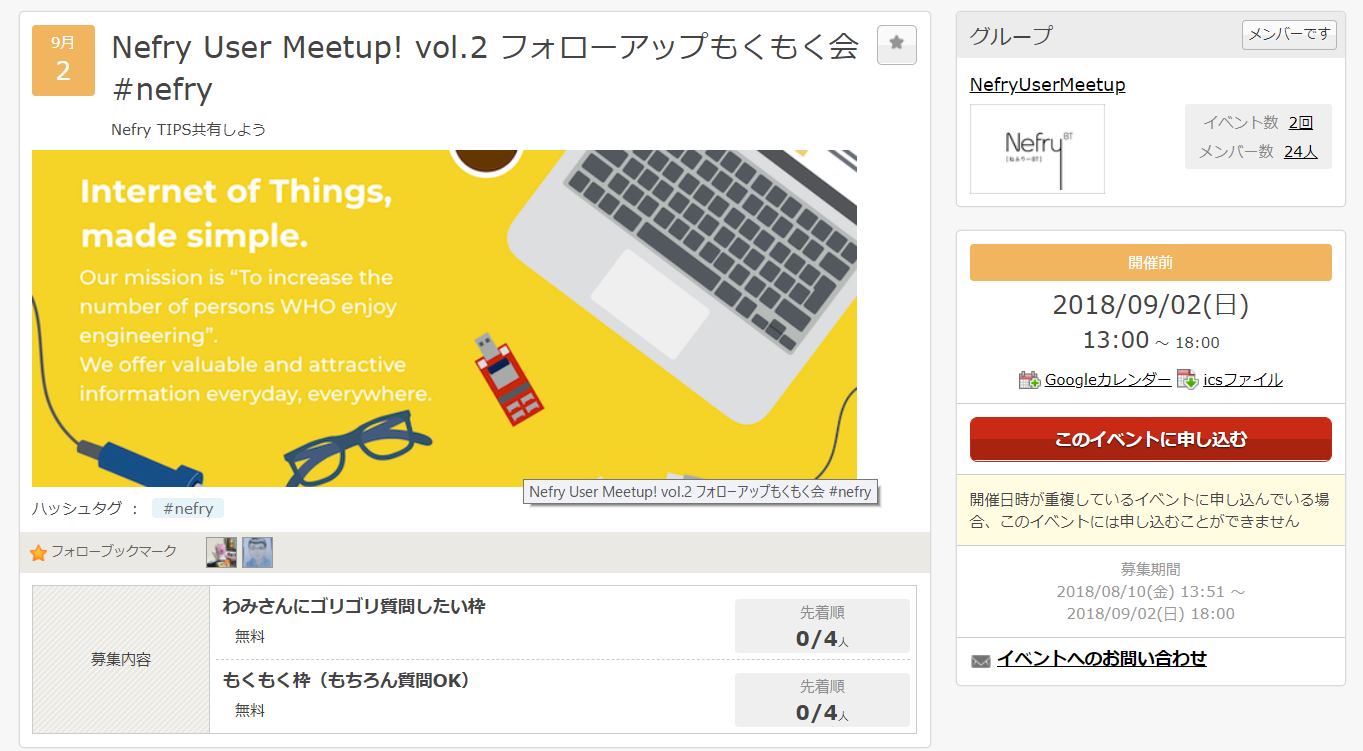 9月
2
Nefry User Meetup! vol.2 フォローアップもくもく会
#nefry
Nefry TIPS共有しよう
Internet of Things,
made simple.
Our mission is “To increase the
number of persons WHO enjoy
engineering”.
We offer valuable and attractive
information everyday, everywhere.
Nefry User Meetup! vol.2 フォローアップもくもく会 #nefry
ハッシュタグ ： #nefry
フォローブックマーク
募集内容
わみさんにゴリゴリ質問したい枠
無料
先着順
0/4人
もくもく枠（もちろん質問OK）
無料
先着順
0/4人
グループ
メンバーです
NefryUserMeetup
Nefry BT
[ねふりーBT]
イベント数 2回
メンバー数 24人
開催前
2018/09/02(日)
13:00 ～ 18:00
Googleカレンダー icsファイル
このイベントに申し込む
開催日時が重複しているイベントに申し込んでいる場
合、このイベントには申し込むことができません
募集期間
2018/08/10(金) 13:51 ～
2018/09/02(日) 18:00
イベントへのお問い合わせ